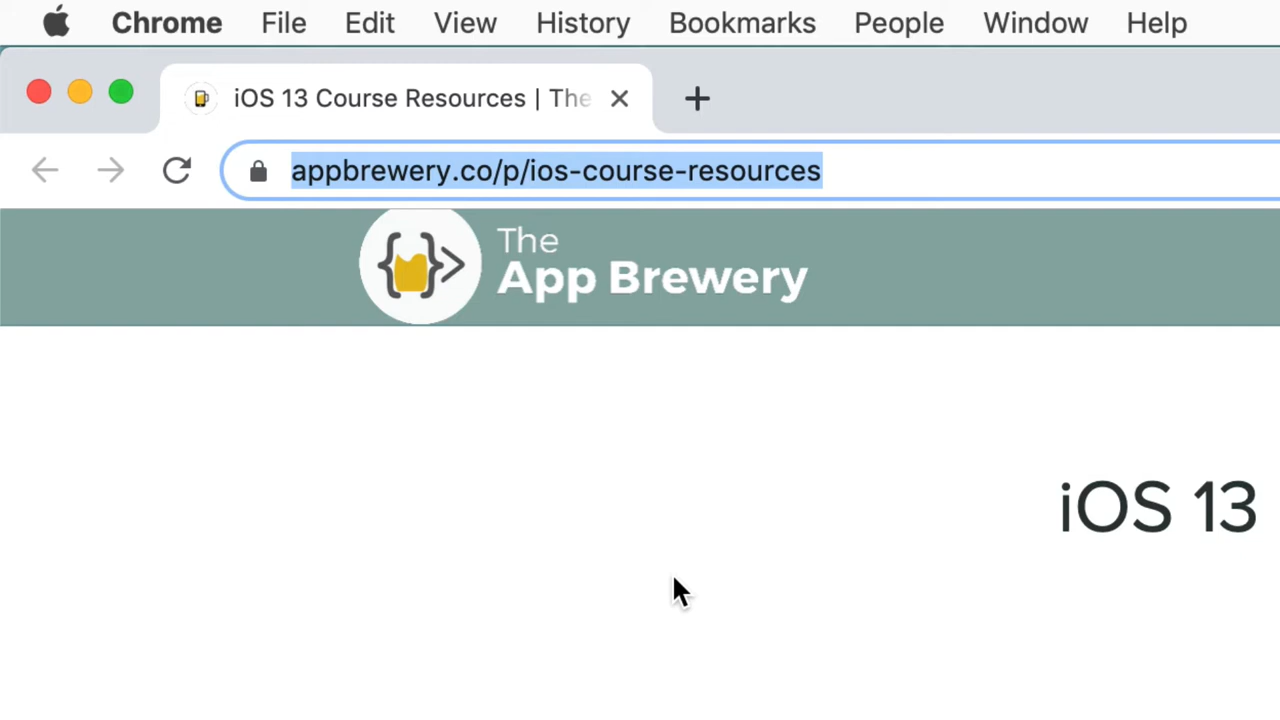 Chrome File Edit View History Bookmarks People Window Help
iOS 13 Course Resources | The
appbrewery.co/p/ios-course-resources
The
App Brewery
iOS 13